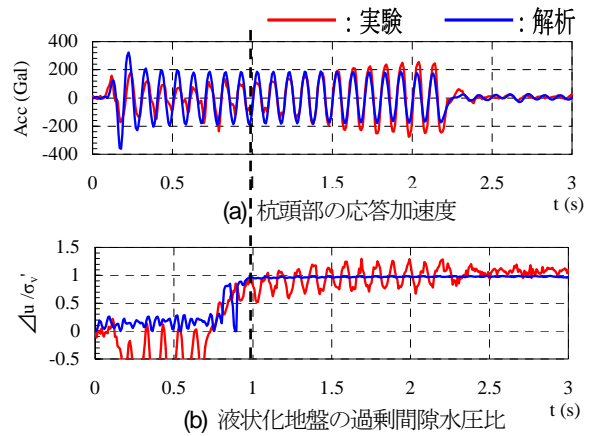 : 実験 : 解析
400
200
0
-200
-400
Acc (Gal)
0 0.5 1 1.5 2 2.5 3
t (s)
(a) 杭頭部の応答加速度
1.5
1
0.5
0
-0.5
⊿u /σv'
0 0.5 1 1.5 2 2.5 3
t (s)
(b) 液状化地盤の過剰間隙水圧比